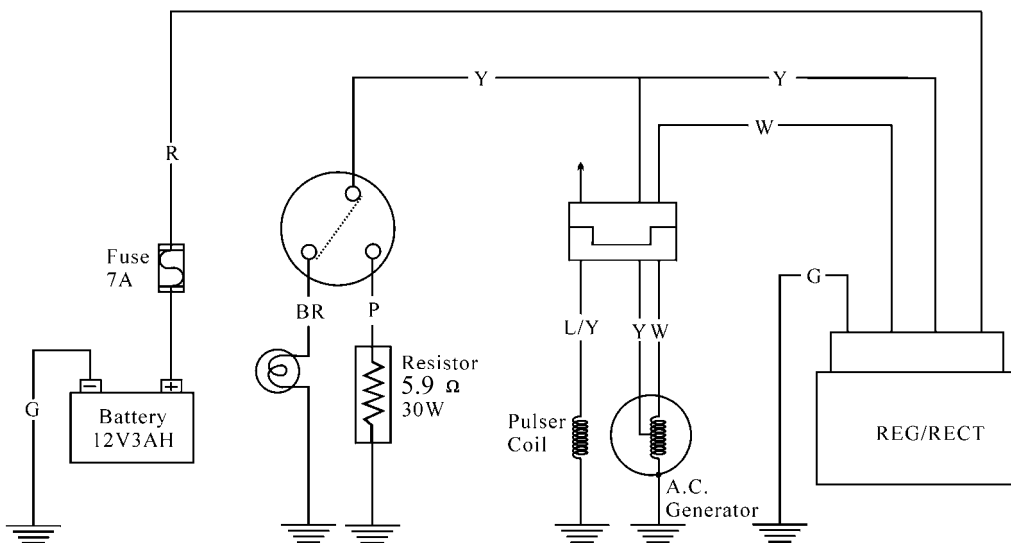 Y
Y
W
R
Fuse
7A
G
BR
P
L/Y
Y W
Resistor
5.9 Ω
30W
G
−
+
Battery
12V3AH
Pulser
Coil
REG/RECT
A.C.
Generator